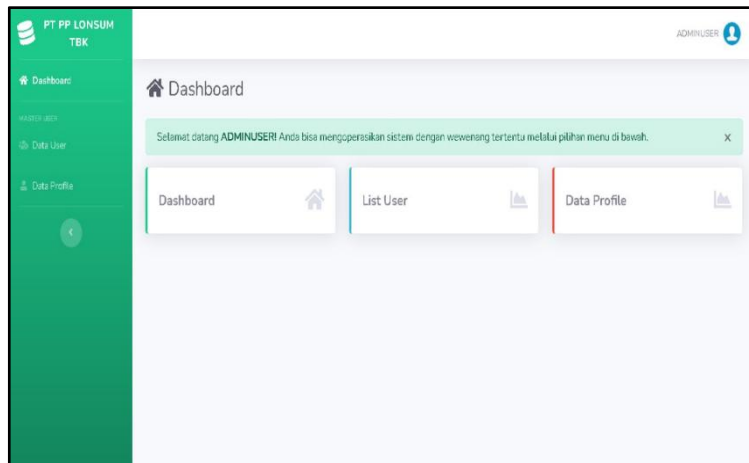 PT PP LONSUM
TBK
ADMINUSER
Dashboard
Dashboard
MASTER USER
Selamat datang ADMINUSER! Anda bisa mengoperasikan sistem dengan wewenang tertentu melalui pilihan menu di bawah.
X
Data User
Data Profile
Dashboard
List User
Data Profile